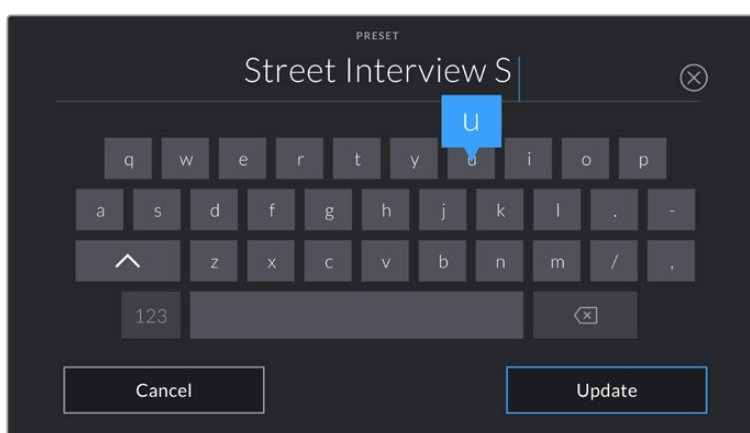 PRESET
Street Interview S
u
q w e r t y u i o p
a s d f g h j k l . -
z x c v b n m / ,
123
Cancel Update